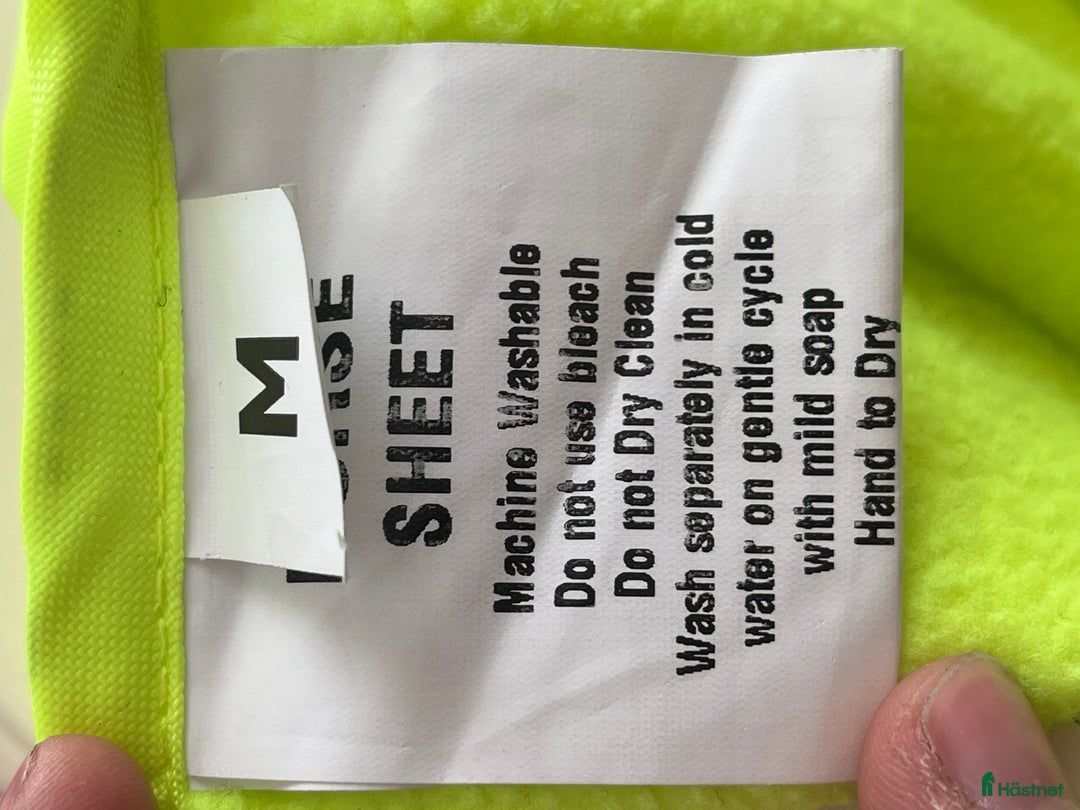 M
SHEET
Machine Washable
Do not use bleach
Do not Dry Clean
Wash separately in cold
water on gentle cycle
with mild soap
Hand to Dry
Hästnet